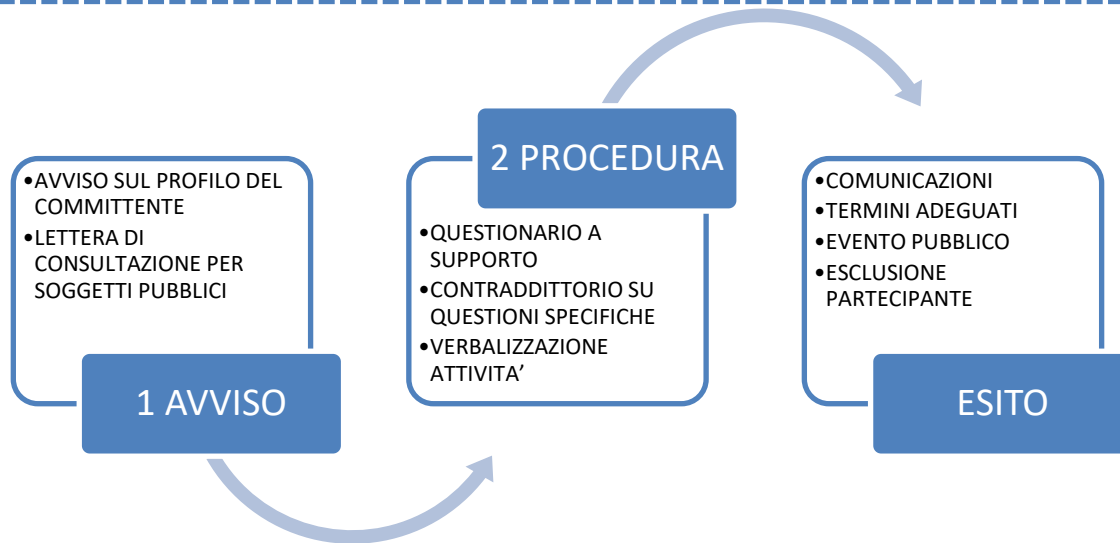 •AVVISO SUL PROFILO DEL
COMMITTENTE
•LETTERA DI
CONSULTAZIONE PER
SOGGETTI PUBBLICI
1 AVVISO
2 PROCEDURA
•QUESTIONARIO A
SUPPORTO
•CONTRADDITTORIO SU
QUESTIONI SPECIFICHE
•VERBALIZZAZIONE
ATTIVITA’
•COMUNICAZIONI
•TERMINI ADEGUATI
•EVENTO PUBBLICO
•ESCLUSIONE
PARTECIPANTE
ESITO